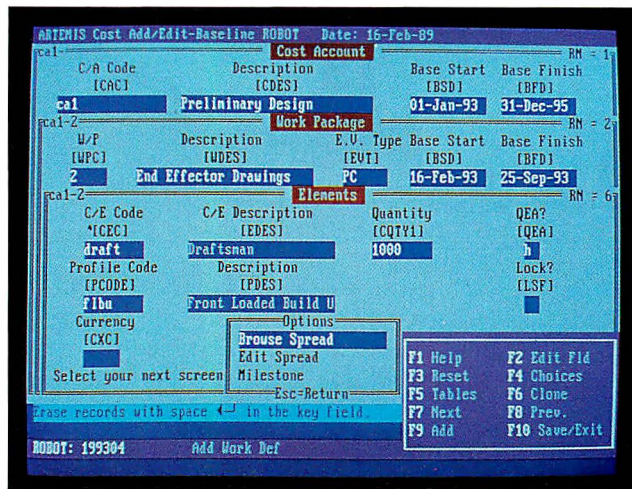 ARTEMIS Cost Add/Edit-Baseline ROBOT Date: 16-Feb-89
ca1 Cost Account RN = 1
C/A Code Description Base Start Base Finish
[CAC] [CDES] [BSD] [BFD]
ca1 Preliminary Design 01-Jan-93 31-Dec-95
ca1-2 Work Package RN = 2
W/P Description E.V. Type Base Start Base Finish
[WPC] [WDES] [EVT] [BSD] [BFD]
2 End Effector Drawings PC 16-Feb-93 25-Sep-93
ca1-2 Elements RN = 6
C/E Code C/E Description Quantity QEA?
*[CEC] [EDES] [CQTY1] [QEA]
draft Draftsman 1000 h
Profile Code Description Lock?
[PCODE] [PDES] [LSF]
flbu Front Loaded Build U
Currency Options
[CXC] Browse Spread
Edit Spread
Select your next screen Milestone
Esc=Return
Erase records with space ←┘ in the key field.
F1 Help F2 Edit Fld
F3 Reset F4 Choices
F5 Tables F6 Clone
F7 Next F8 Prev.
F9 Add F10 Save/Exit
ROBOT: 199304 Add Work Def